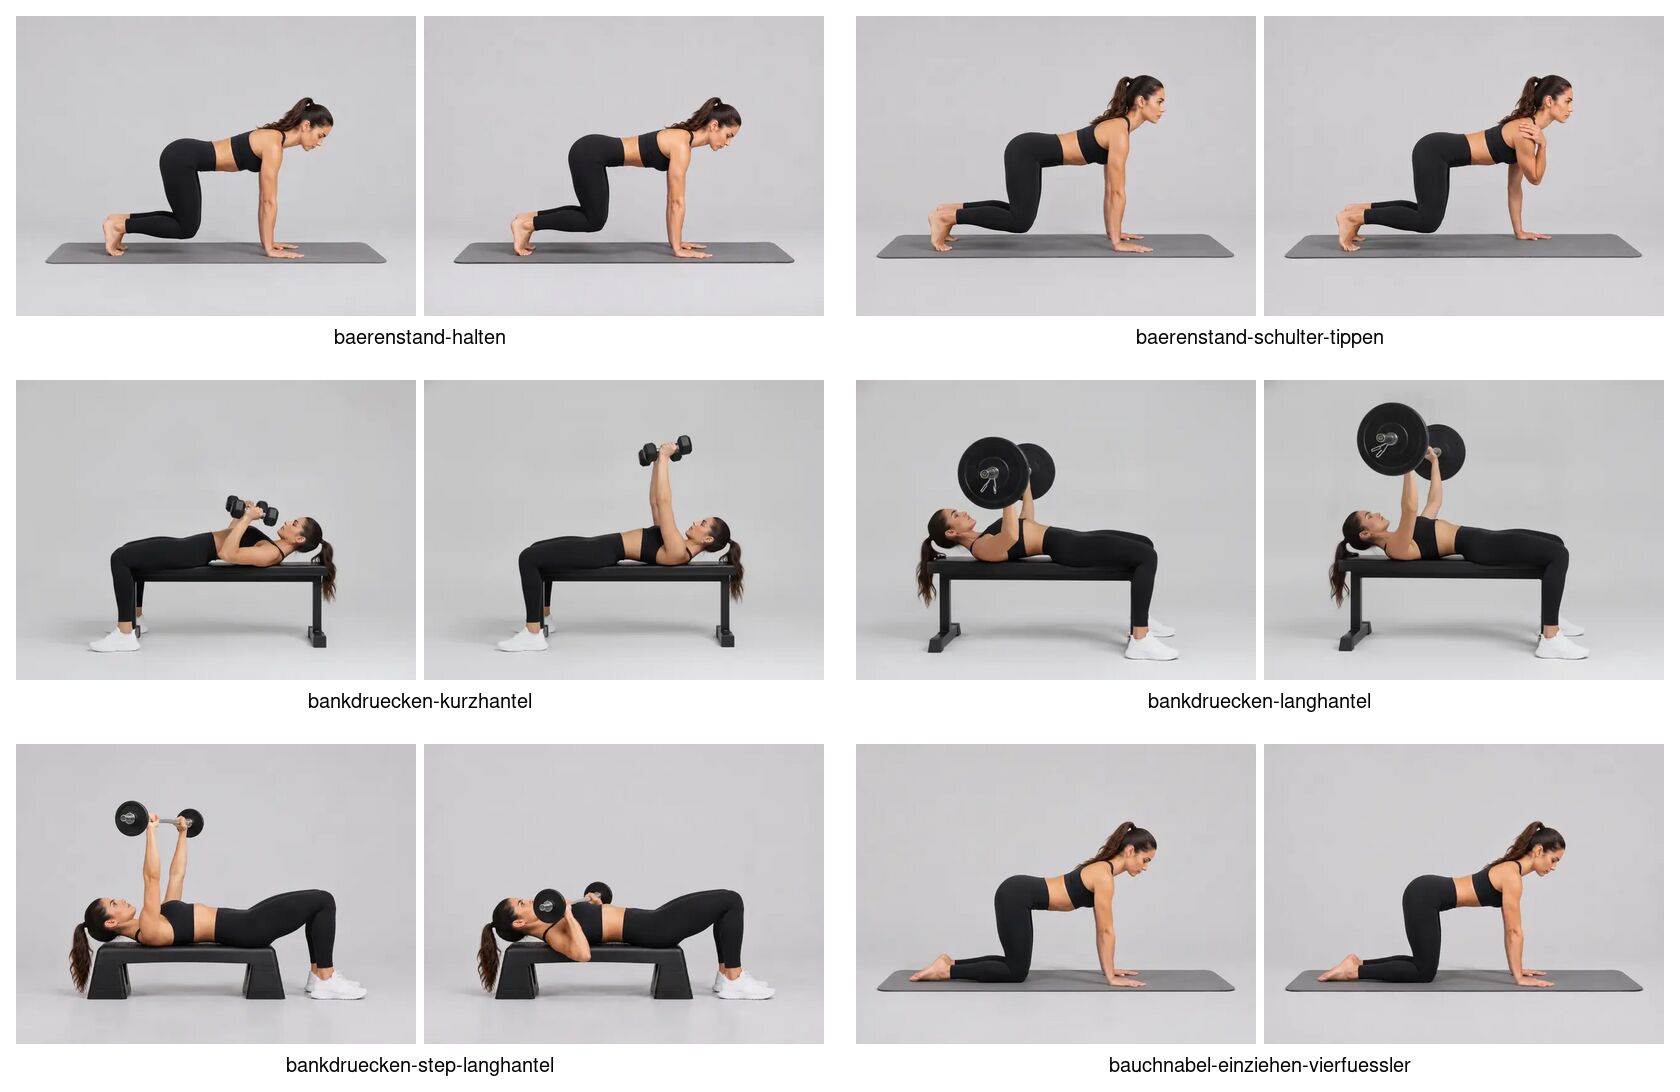 baerenstand-halten
baerenstand-schulter-tippen
bankdruecken-kurzhantel
bankdruecken-langhantel
bankdruecken-step-langhantel
bauchnabel-einziehen-vierfuessler